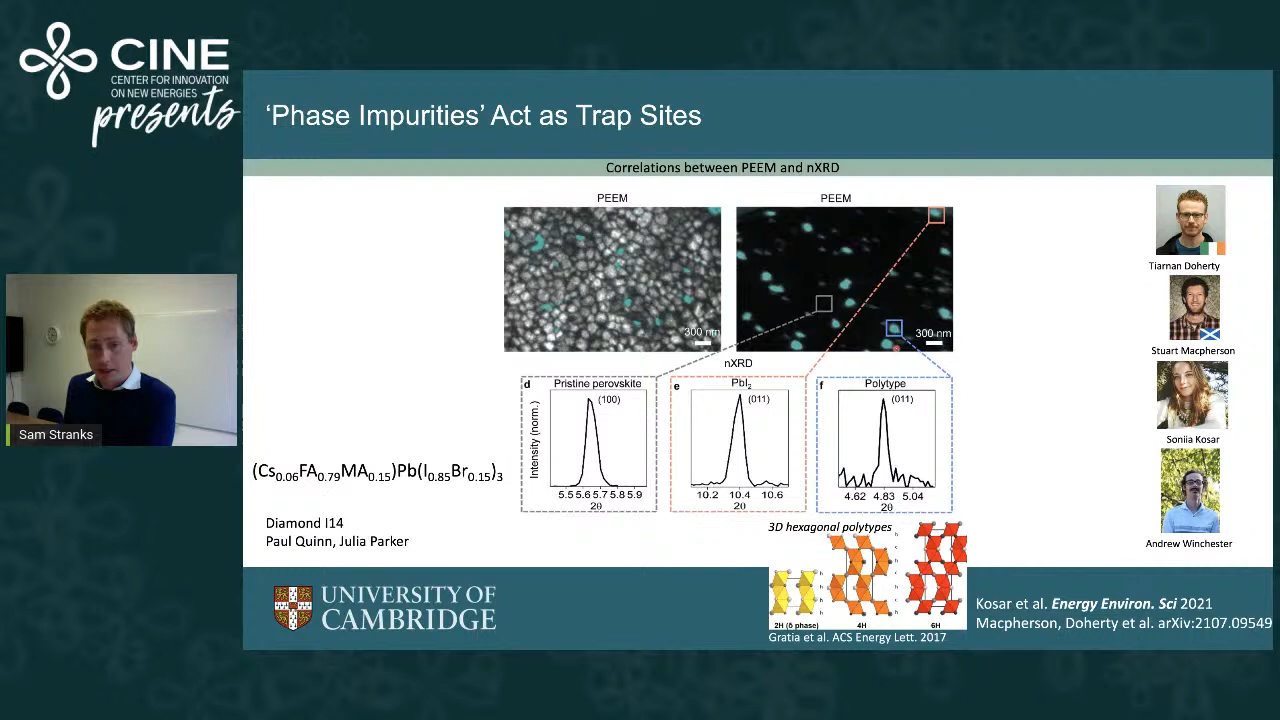 CINE
CENTER FOR INNOVATION
ON NEW ENERGIES
presents
'Phase Impurities' Act as Trap Sites
Correlations between PEEM and nXRD
PEEM
PEEM
300 nm
300 nm
nXRD
d
Pristine perovskite
(100)
Intensity (norm.)
5.5 5.6 5.7 5.8 5.9
2θ
e
PbI2
(011)
10.2 10.4 10.6
2θ
f
Polytype
(011)
4.62 4.83 5.04
2θ
(Cs0.06FA0.79MA0.15)Pb(I0.85Br0.15)3
Diamond I14
Paul Quinn, Julia Parker
3D hexagonal polytypes
2H (δ phase)
4H
6H
Gratia et al. ACS Energy Lett. 2017
Tiarnan Doherty
Stuart Macpherson
Soniia Kosar
Andrew Winchester
Sam Stranks
UNIVERSITY OF
CAMBRIDGE
Kosar et al. Energy Environ. Sci 2021
Macpherson, Doherty et al. arXiv:2107.09549